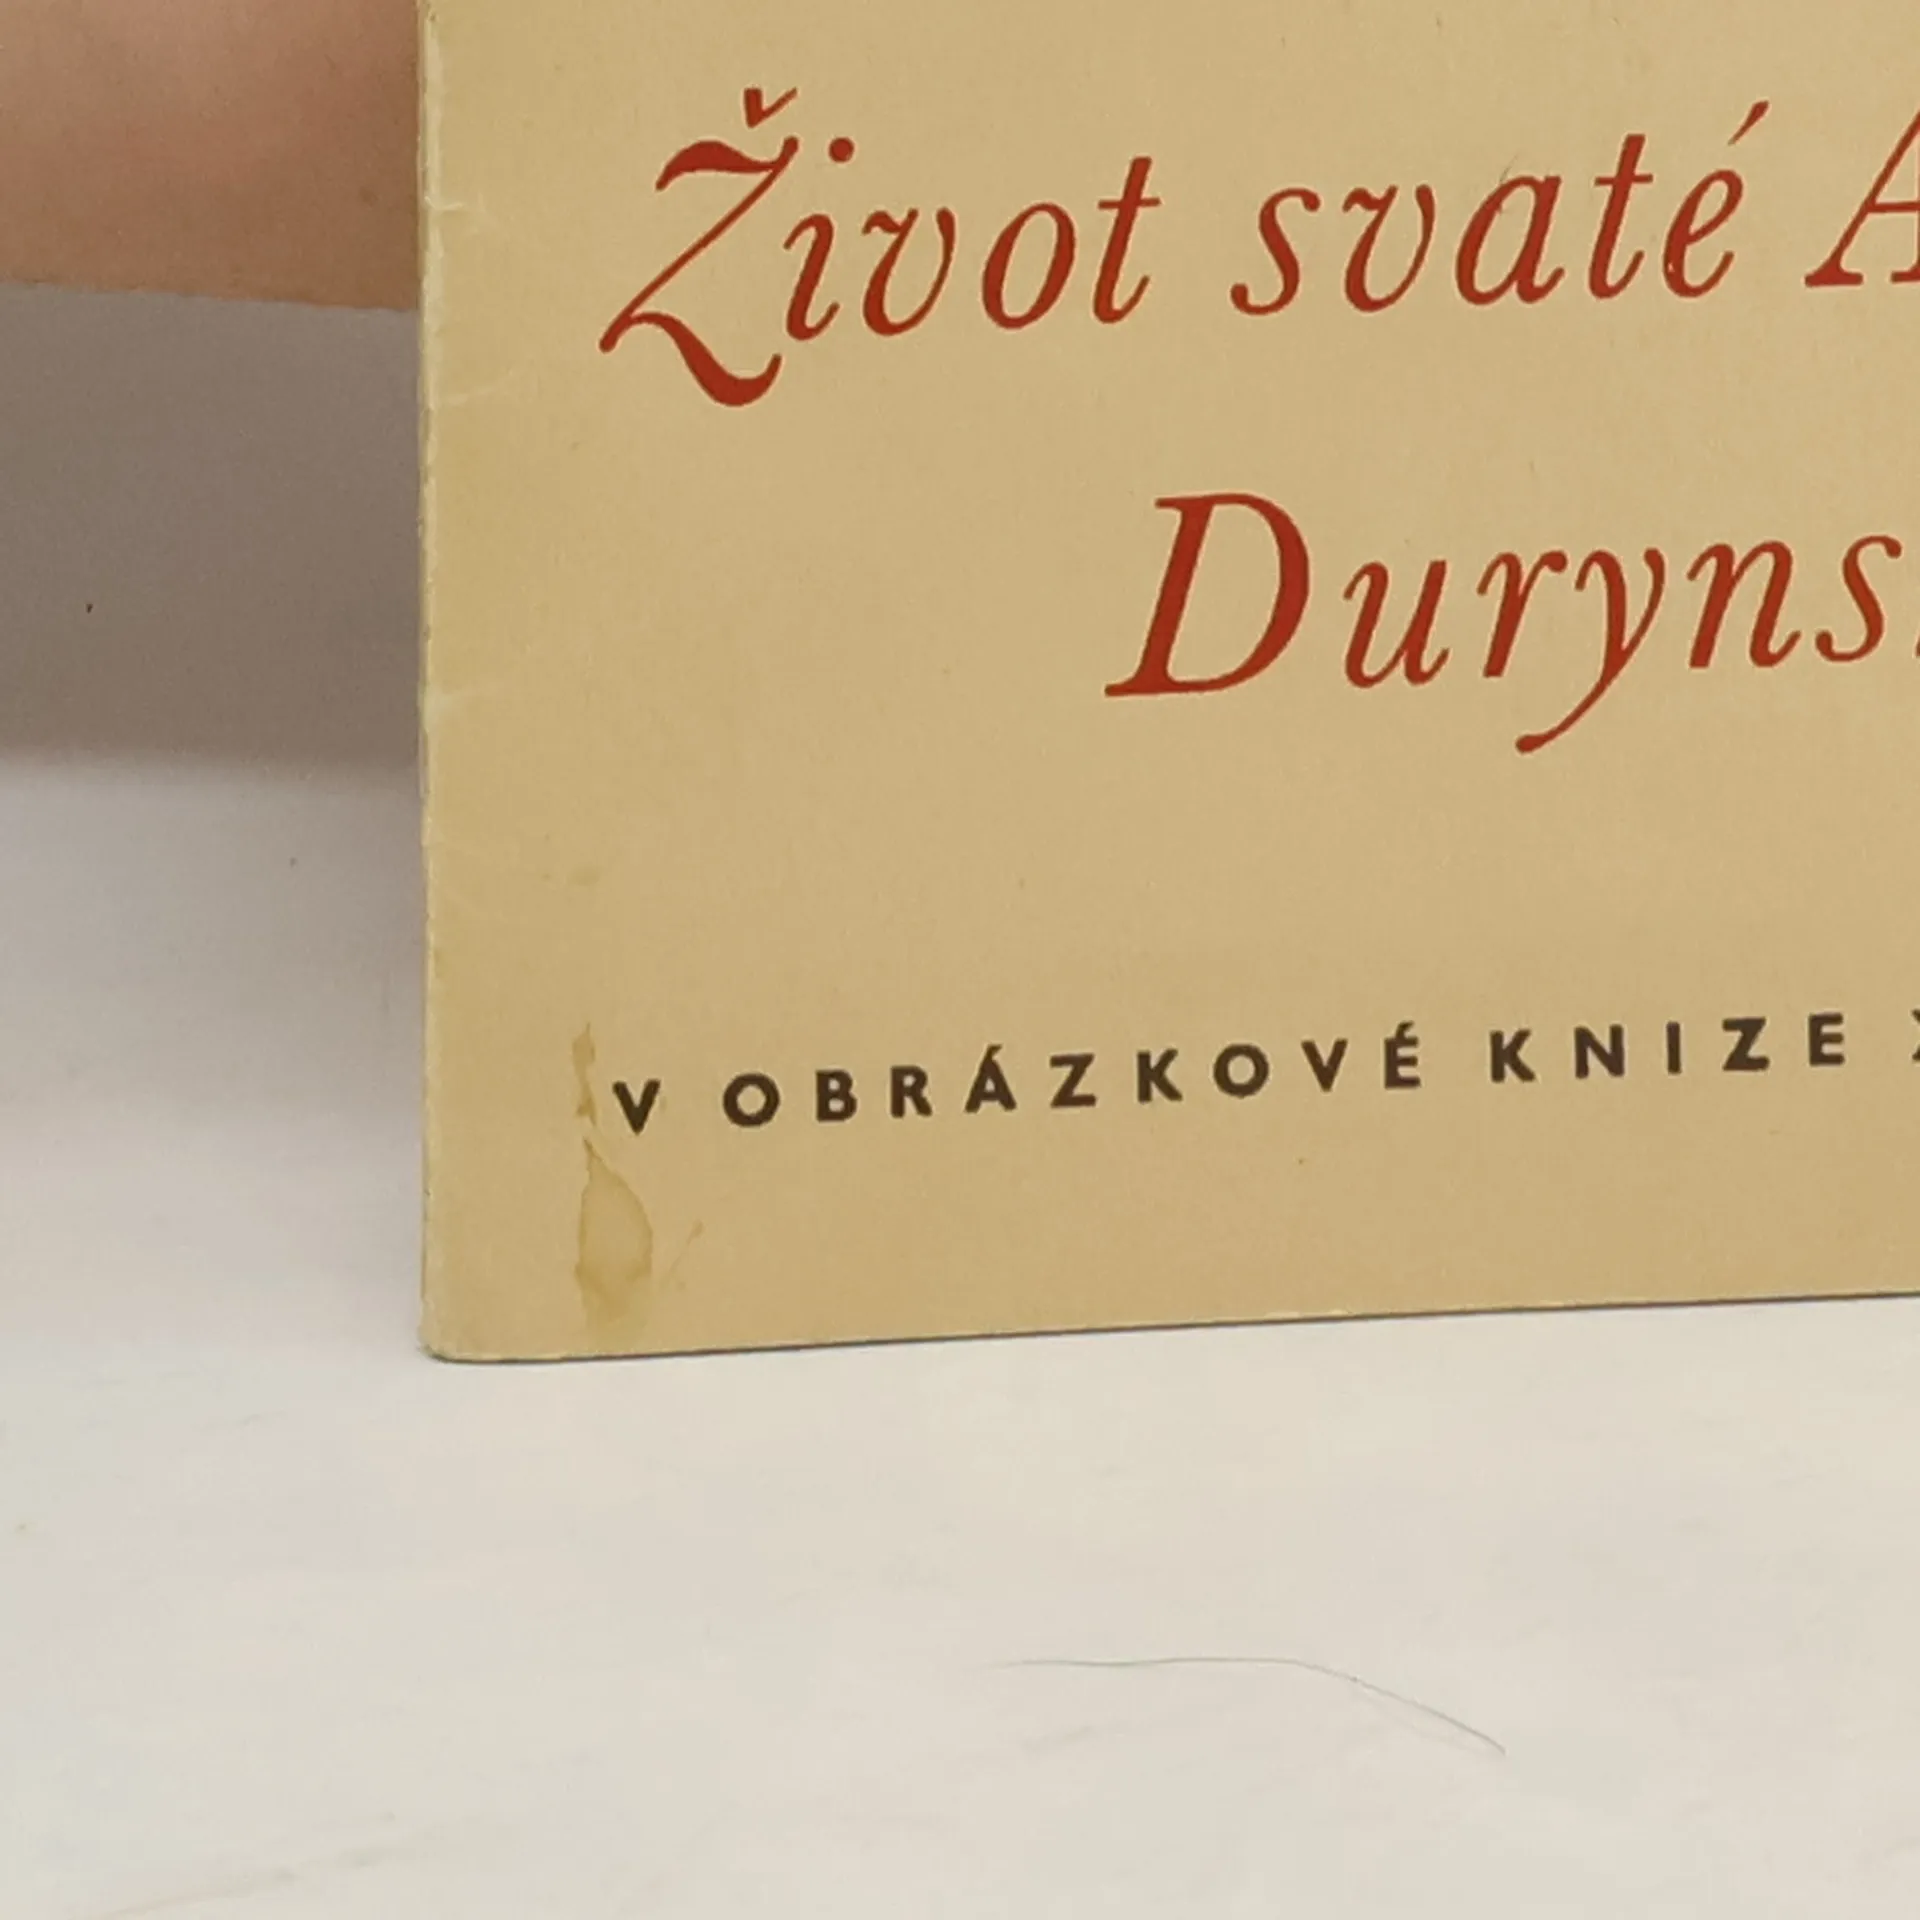 Život svaté A
Duryns
V OBRÁZKOVÉ KNIZE